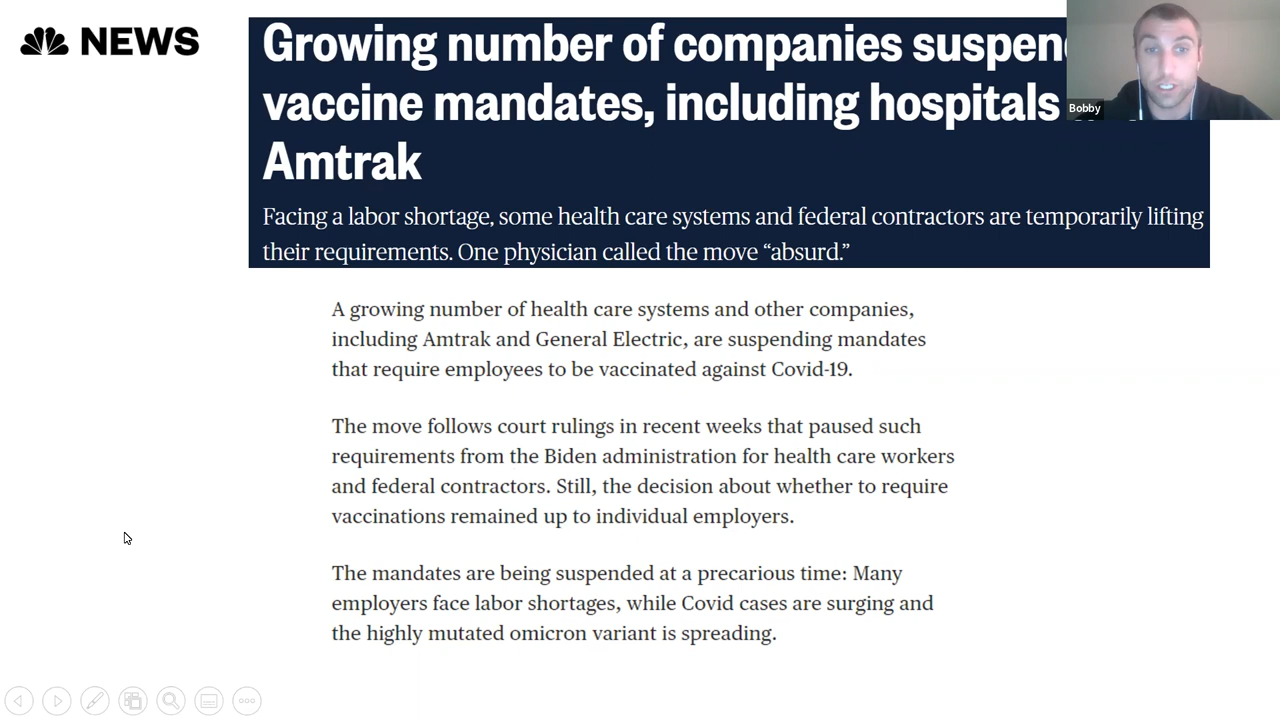 NEWS
Growing number of companies suspend
vaccine mandates, including hospitals
Amtrak
Bobby
Facing a labor shortage, some health care systems and federal contractors are temporarily lifting
their requirements. One physician called the move “absurd.”
A growing number of health care systems and other companies,
including Amtrak and General Electric, are suspending mandates
that require employees to be vaccinated against Covid-19.
The move follows court rulings in recent weeks that paused such
requirements from the Biden administration for health care workers
and federal contractors. Still, the decision about whether to require
vaccinations remained up to individual employers.
The mandates are being suspended at a precarious time: Many
employers face labor shortages, while Covid cases are surging and
the highly mutated omicron variant is spreading.